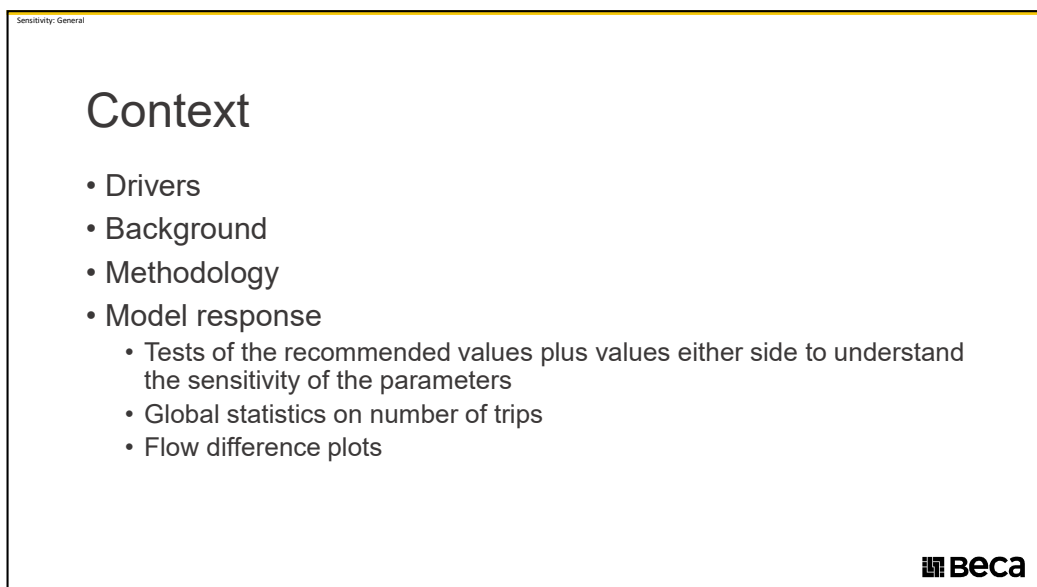 Sensitivity: General
Context
• Drivers
• Background
• Methodology
• Model response
• Tests of the recommended values plus values either side to understand
the sensitivity of the parameters
• Global statistics on number of trips
• Flow difference plots
Beca